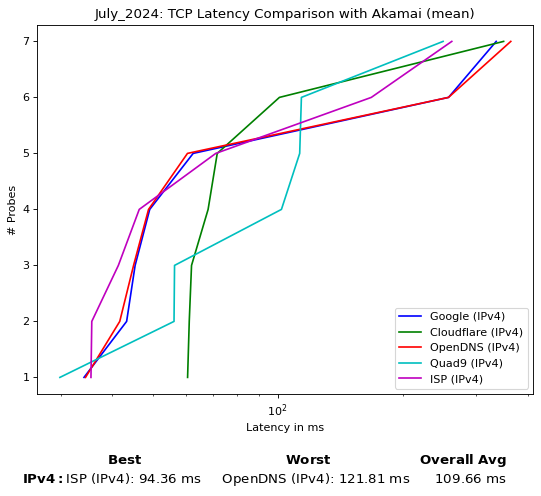 July_2024: TCP Latency Comparison with Akamai (mean)
7
6
5
4
3
2
1
# Probes
Google (IPv4)
Cloudflare (IPv4)
OpenDNS (IPv4)
Quad9 (IPv4)
ISP (IPv4)
10²
Latency in ms
Best Worst Overall Avg
IPv4: ISP (IPv4): 94.36 ms OpenDNS (IPv4): 121.81 ms 109.66 ms